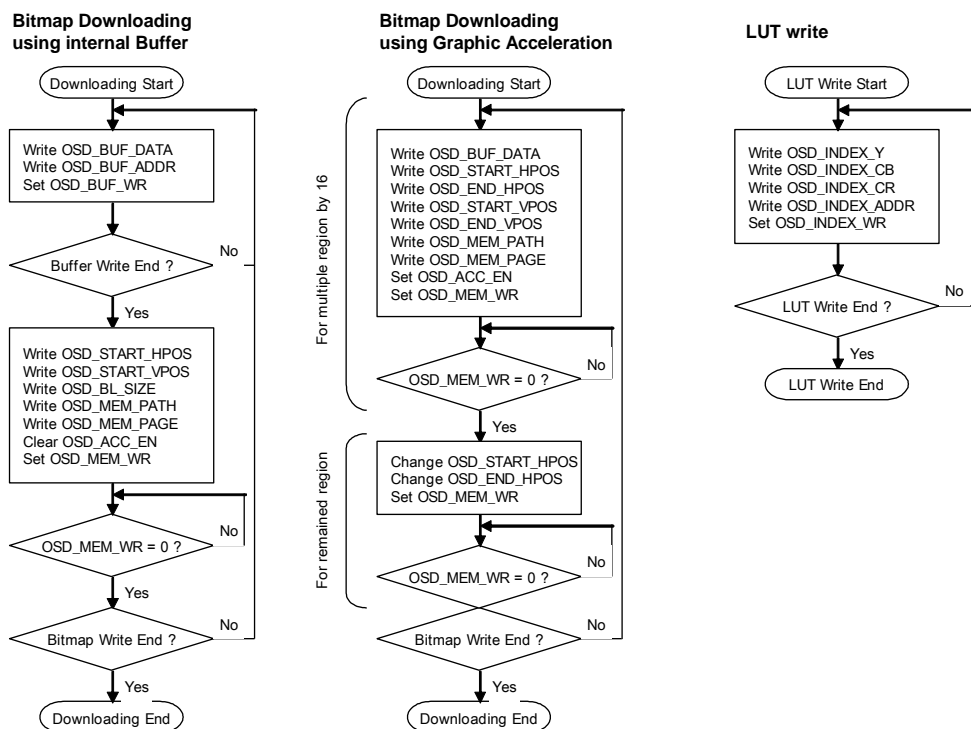 Bitmap Downloading
using internal Buffer
Downloading Start
Write OSD_BUF_DATA
Write OSD_BUF_ADDR
Set OSD_BUF_WR
Buffer Write End ?
No
Yes
Write OSD_START_HPOS
Write OSD_START_VPOS
Write OSD_BL_SIZE
Write OSD_MEM_PATH
Write OSD_MEM_PAGE
Clear OSD_ACC_EN
Set OSD_MEM_WR
OSD_MEM_WR = 0 ?
No
Yes
Bitmap Write End ?
No
Yes
Downloading End
Bitmap Downloading
using Graphic Acceleration
Downloading Start
For multiple region by 16
Write OSD_BUF_DATA
Write OSD_START_HPOS
Write OSD_END_HPOS
Write OSD_START_VPOS
Write OSD_END_VPOS
Write OSD_MEM_PATH
Write OSD_MEM_PAGE
Set OSD_ACC_EN
Set OSD_MEM_WR
OSD_MEM_WR = 0 ?
No
Yes
For remained region
Change OSD_START_HPOS
Change OSD_END_HPOS
Set OSD_MEM_WR
OSD_MEM_WR = 0 ?
No
Bitmap Write End ?
No
Yes
Downloading End
LUT write
LUT Write Start
Write OSD_INDEX_Y
Write OSD_INDEX_CB
Write OSD_INDEX_CR
Write OSD_INDEX_ADDR
Set OSD_INDEX_WR
LUT Write End ?
No
Yes
LUT Write End